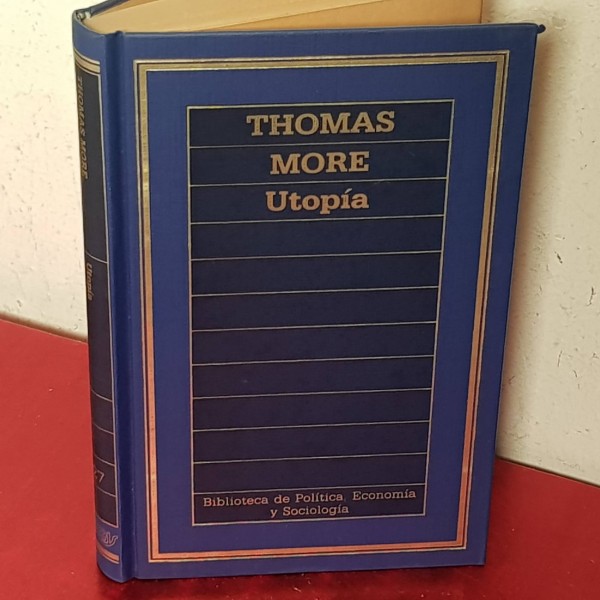 THOMAS MORE
Utopía
THOMAS
MORE
Utopía
Biblioteca de Política, Economía
y Sociología